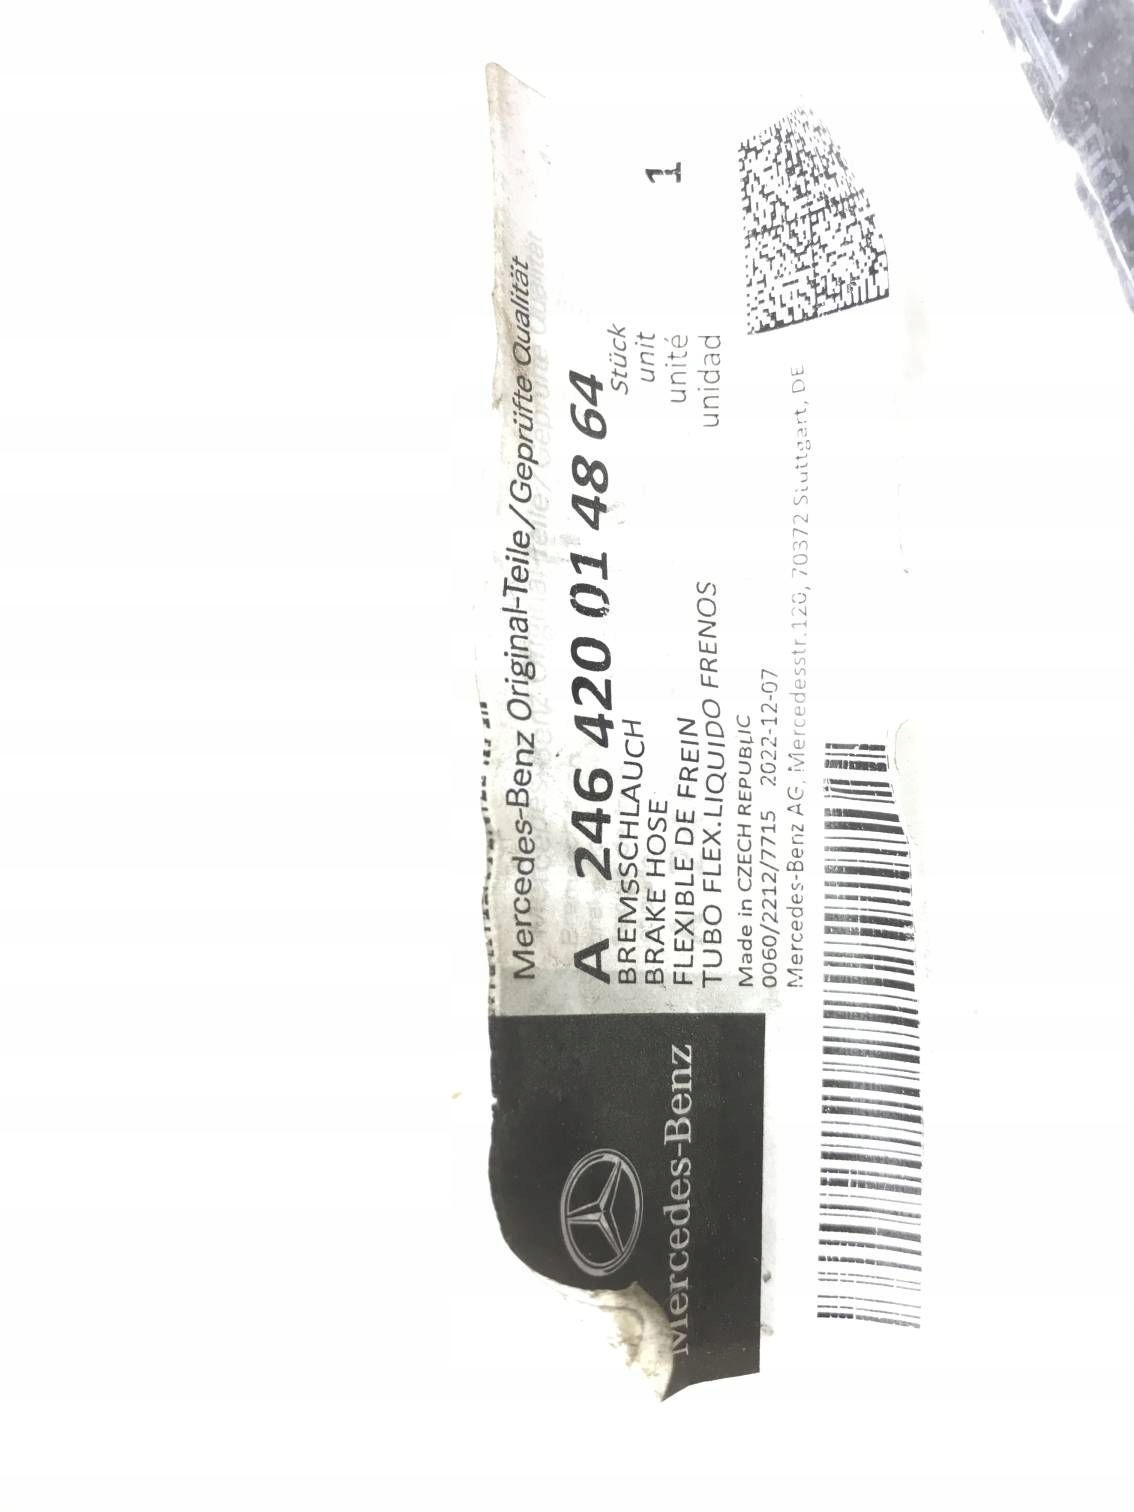 Mercedes-Benz Original-Teile/Geprüfte Qualität
A 246 420 01 48 64
BREMSSCHLAUCH
BRAKE HOSE
FLEXIBLE DE FREIN
TUBO FLEX.LIQUIDO FRENOS
Stück
unit
unité
unidad
1
Made in CZECH REPUBLIC
0060/2212/7715 2022-12-07
Mercedes-Benz AG, Mercedesstr.120, 70372 Stuttgart, DE
Mercedes-Benz